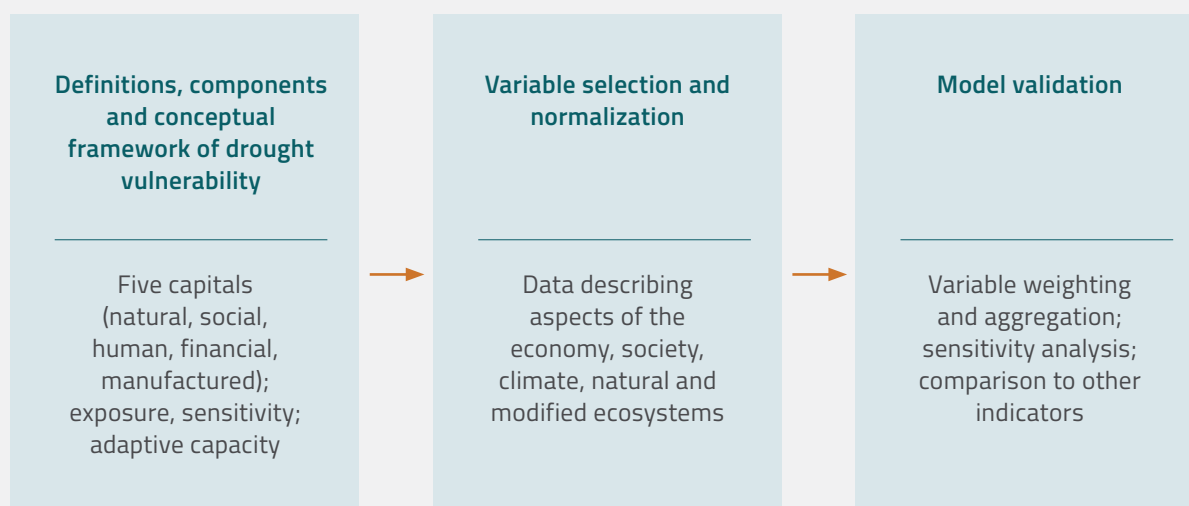 Definitions, components
and conceptual
framework of drought
vulnerability
Five capitals
(natural, social,
human, financial,
manufactured);
exposure, sensitivity;
adaptive capacity
Variable selection and
normalization
Data describing
aspects of the
economy, society,
climate, natural and
modified ecosystems
Model validation
Variable weighting
and aggregation;
sensitivity analysis;
comparison to other
indicators